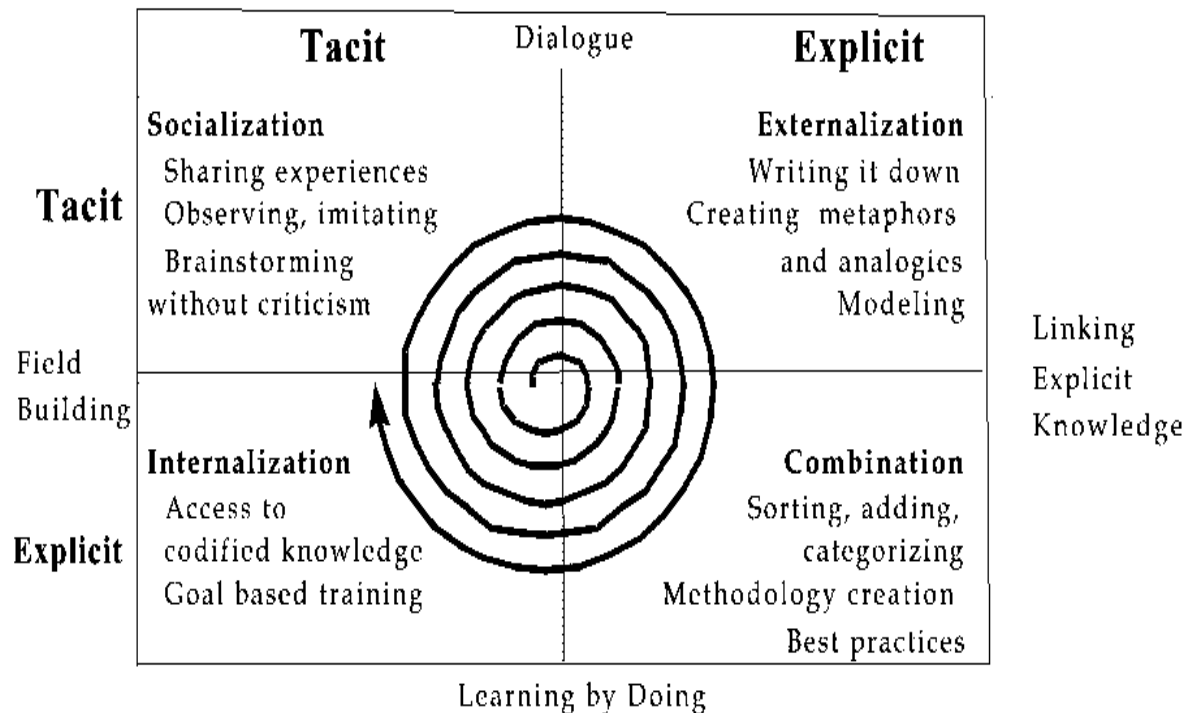 Tacit
Dialogue
Explicit
Socialization
Sharing experiences
Observing, imitating
Brainstorming
without criticism
Externalization
Writing it down
Creating metaphors
and analogies
Modeling
Tacit
Field
Building
Linking
Explicit
Knowledge
Internalization
Access to
codified knowledge
Goal based training
Combination
Sorting, adding,
categorizing
Methodology creation
Best practices
Explicit
Learning by Doing